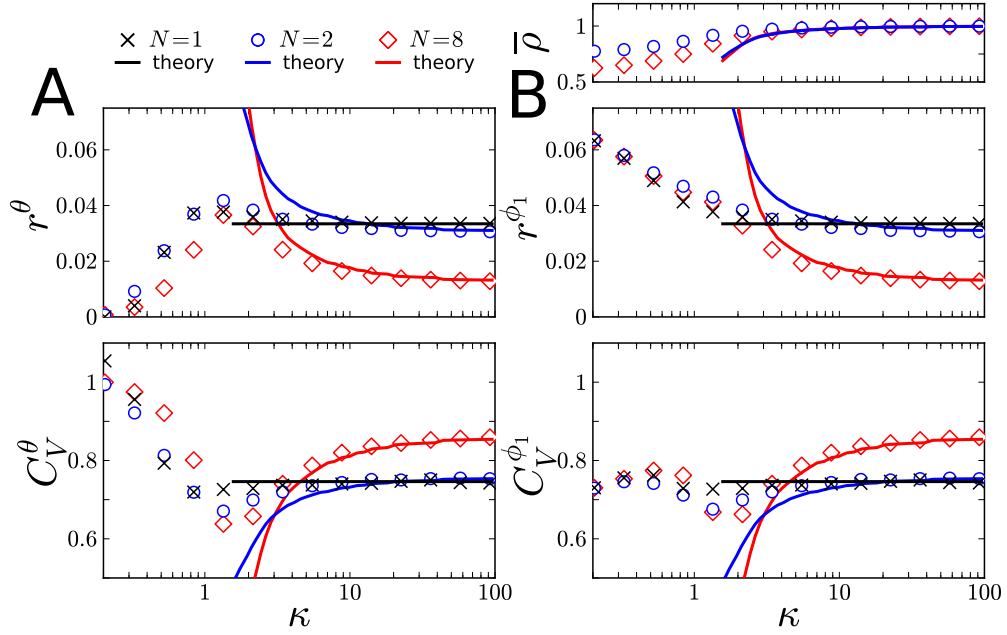 N=1 N=2 N=8
theory theory theory
A
B
ρ̅
1
0.5
r^θ
0.06
0.04
0.02
0
r^ϕ₁
0.06
0.04
0.02
0
C_V^θ
1
0.8
0.6
1 10 100
κ
C_V^ϕ₁
1
0.8
0.6
1 10 100
κ